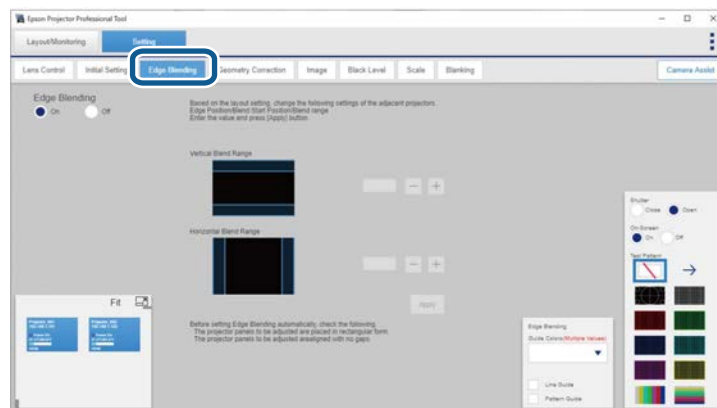 Epson Projector Professional Tool
Layout/Monitoring
Setting
Lens Control
Initial Setting
Edge Blending
Geometry Correction
Image
Black Level
Scale
Blanking
Camera Assist
Edge Blending
On
Off
Based on the layout setting, change the following settings of the adjacent projectors.
Edge Position/Blend Start Position/Blend range
Enter the value and press [Apply] button.
Vertical Blend Range
Horizontal Blend Range
Apply
Before setting Edge Blending automatically, check the following.
The projector panels to be adjusted are placed in rectangular form.
The projector panels to be adjusted arealigned with no gaps
Fit
Edge Blending
Guide Colors(Multiple Values)
Line Guide
Pattern Guide
Shutter
Close
Open
On-Screen
On
Off
Test Pattern